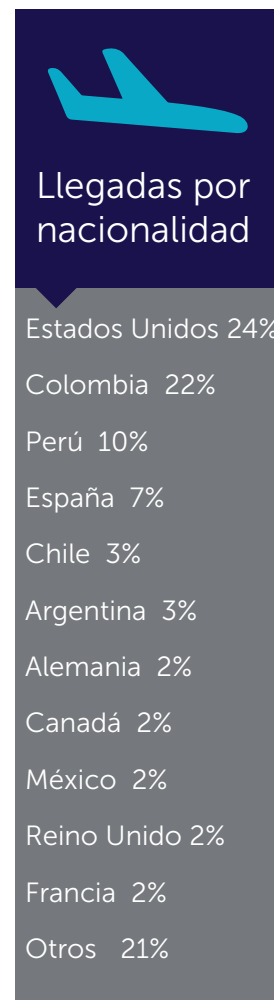 Llegadas por
nacionalidad
Estados Unidos 24%
Colombia 22%
Perú 10%
España 7%
Chile 3%
Argentina 3%
Alemania 2%
Canadá 2%
México 2%
Reino Unido 2%
Francia 2%
Otros 21%